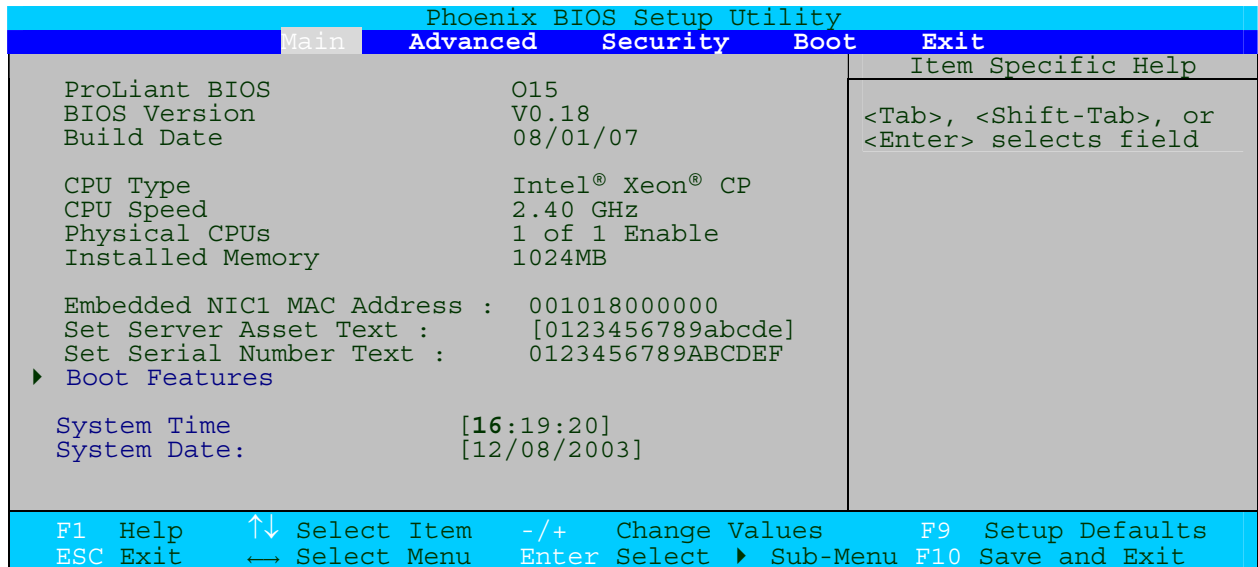 Phoenix BIOS Setup Utility
Main Advanced Security Boot Exit
Item Specific Help
ProLiant BIOS O15
BIOS Version V0.18
Build Date 08/01/07
<Tab>, <Shift-Tab>, or
<Enter> selects field
CPU Type Intel® Xeon® CP
CPU Speed 2.40 GHz
Physical CPUs 1 of 1 Enable
Installed Memory 1024MB
Embedded NIC1 MAC Address : 001018000000
Set Server Asset Text : [0123456789abcde]
Set Serial Number Text : 0123456789ABCDEF
▶ Boot Features
System Time [16:19:20]
System Date: [12/08/2003]
F1 Help ↑↓ Select Item -/+ Change Values F9 Setup Defaults
ESC Exit ←→ Select Menu Enter Select ▶ Sub-Menu F10 Save and Exit